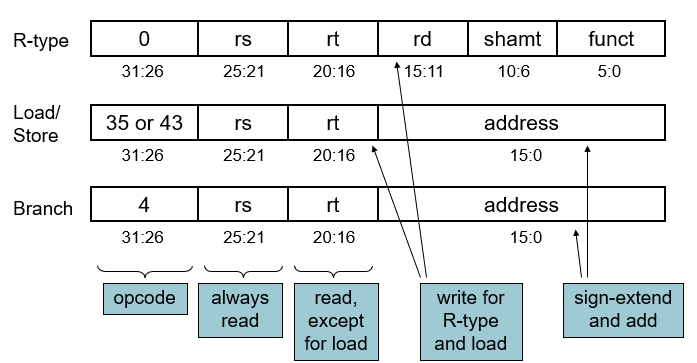 R-type 0 rs rt rd shamt funct
31:26 25:21 20:16 15:11 10:6 5:0
Load/
Store 35 or 43 rs rt address
31:26 25:21 20:16 15:0
Branch 4 rs rt address
31:26 25:21 20:16 15:0
opcode
always
read
read,
except
for load
write for
R-type
and load
sign-extend
and add